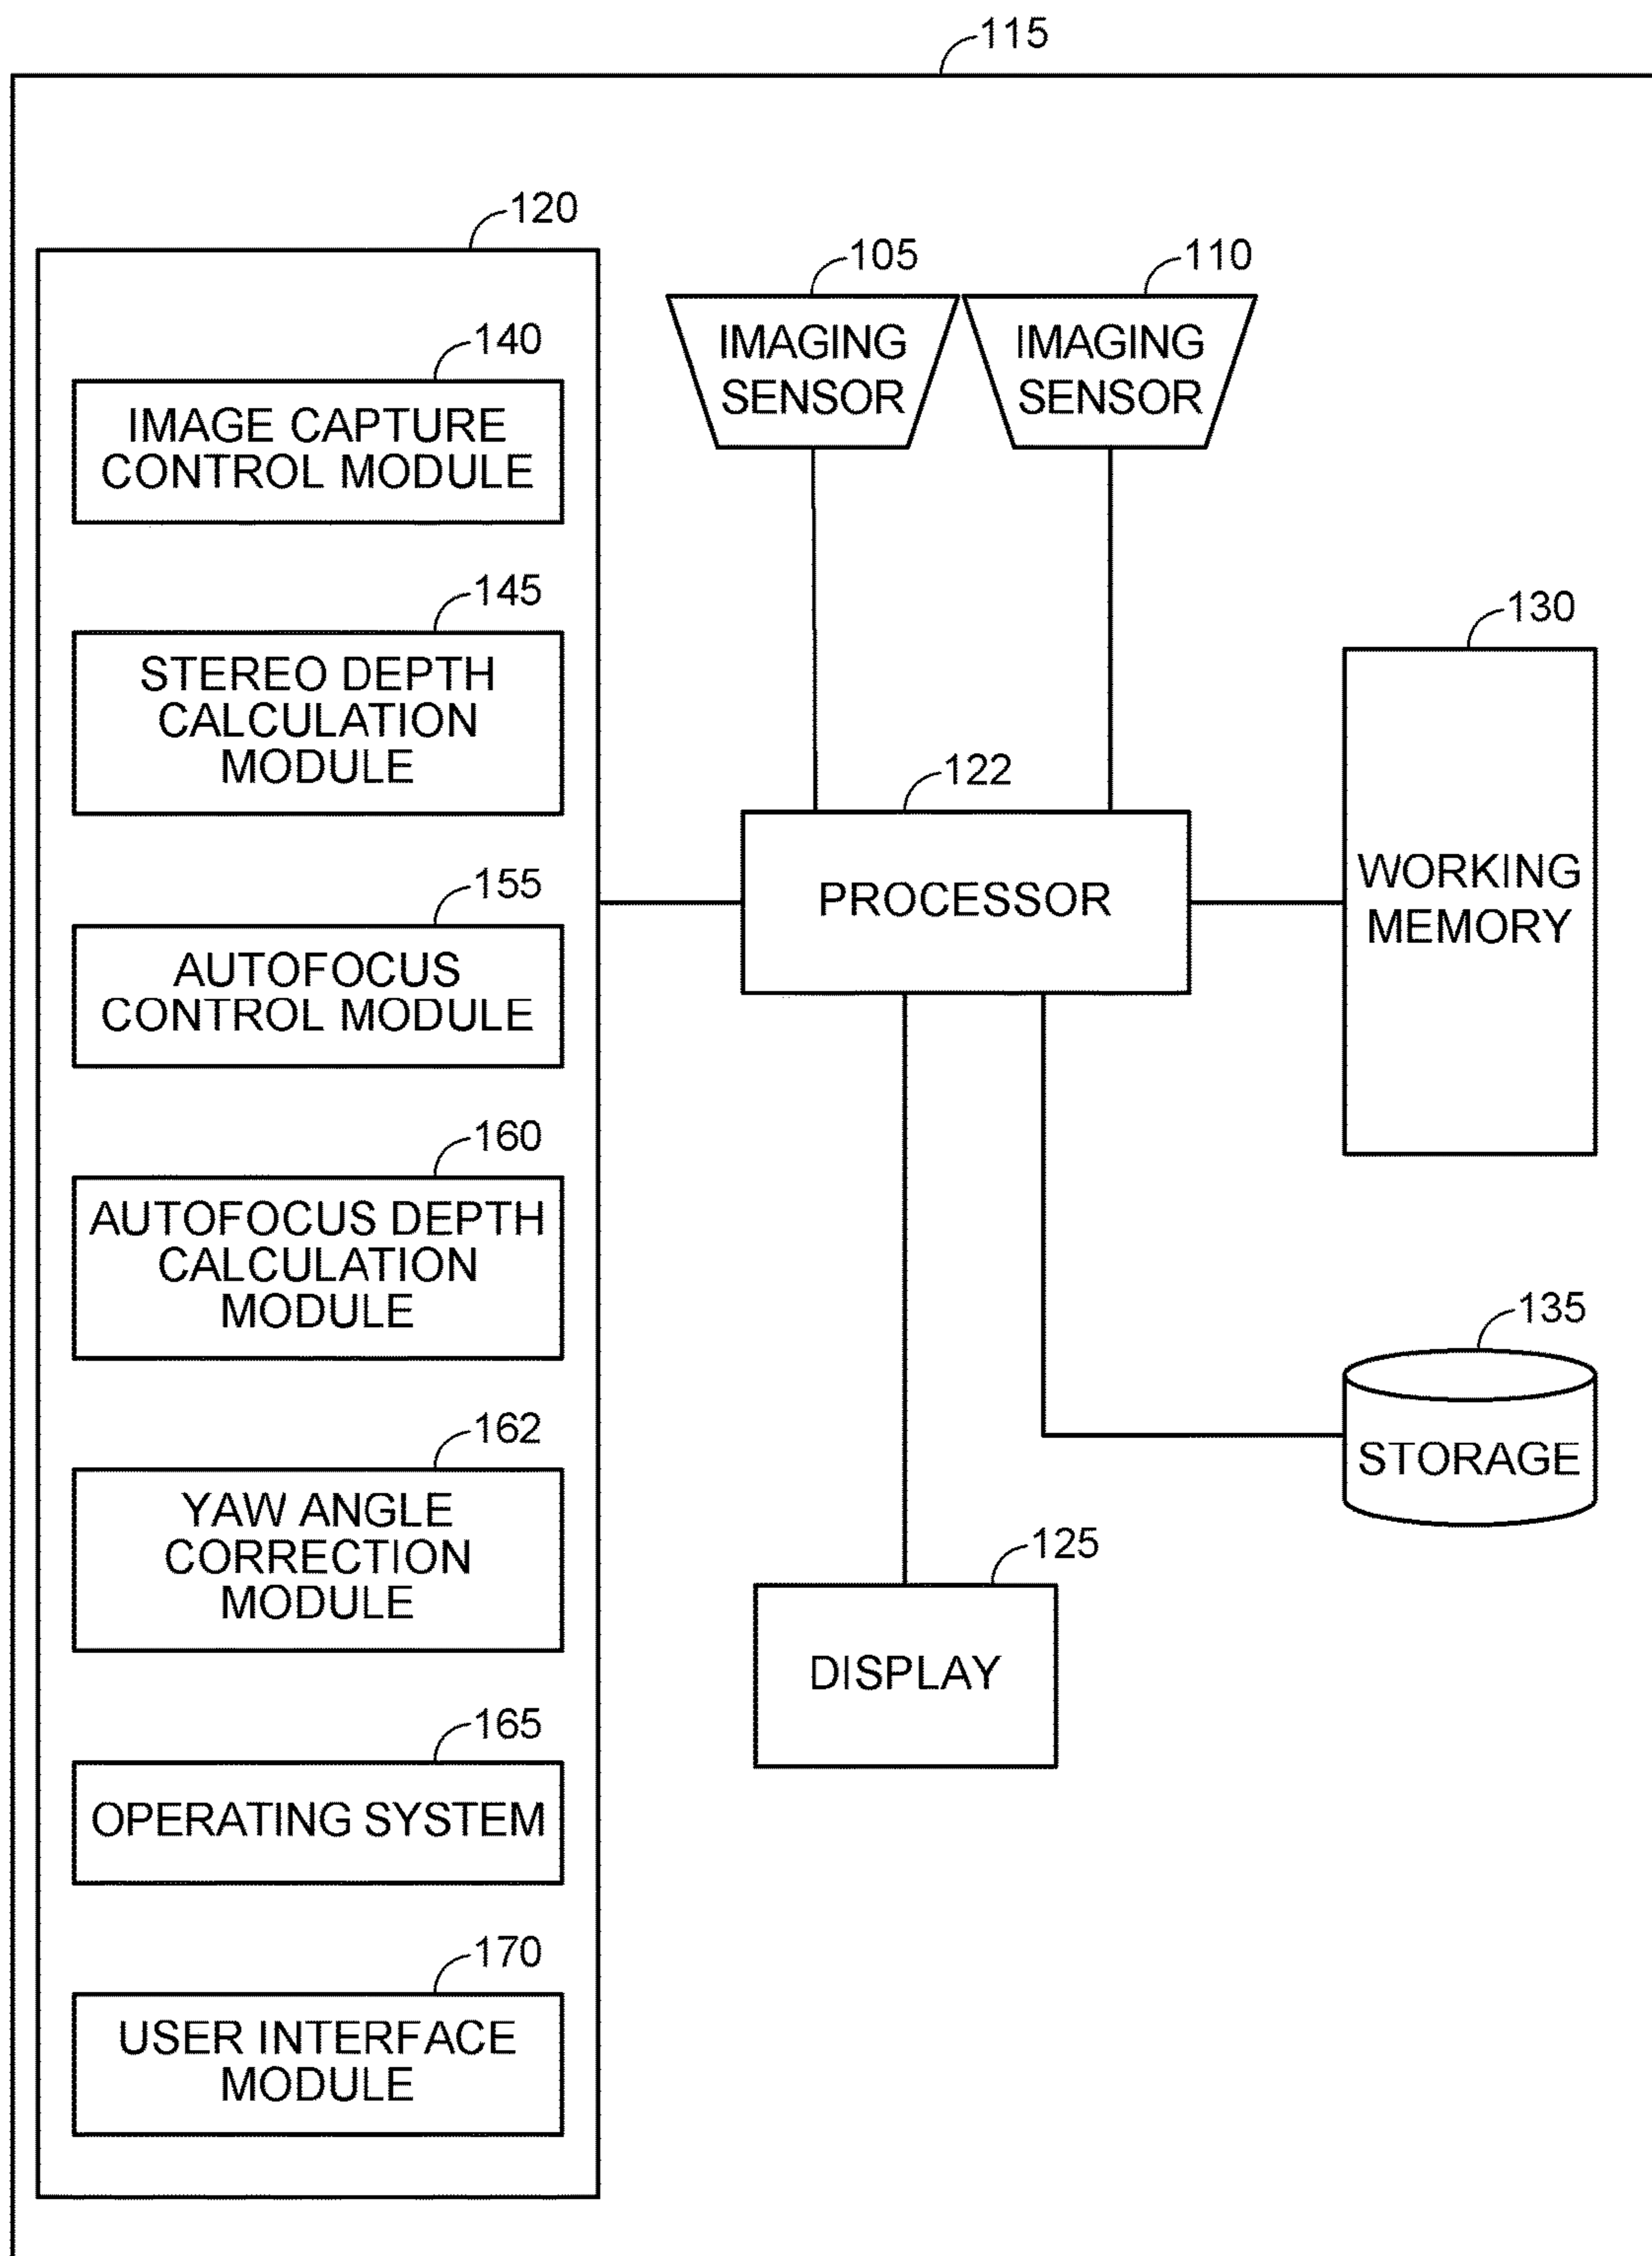 115
120
140
IMAGE CAPTURE
CONTROL MODULE
145
STEREO DEPTH
CALCULATION
MODULE
155
AUTOFOCUS
CONTROL MODULE
160
AUTOFOCUS DEPTH
CALCULATION
MODULE
162
YAW ANGLE
CORRECTION
MODULE
165
OPERATING SYSTEM
170
USER INTERFACE
MODULE
105
IMAGING
SENSOR
110
IMAGING
SENSOR
122
PROCESSOR
130
WORKING
MEMORY
135
STORAGE
125
DISPLAY